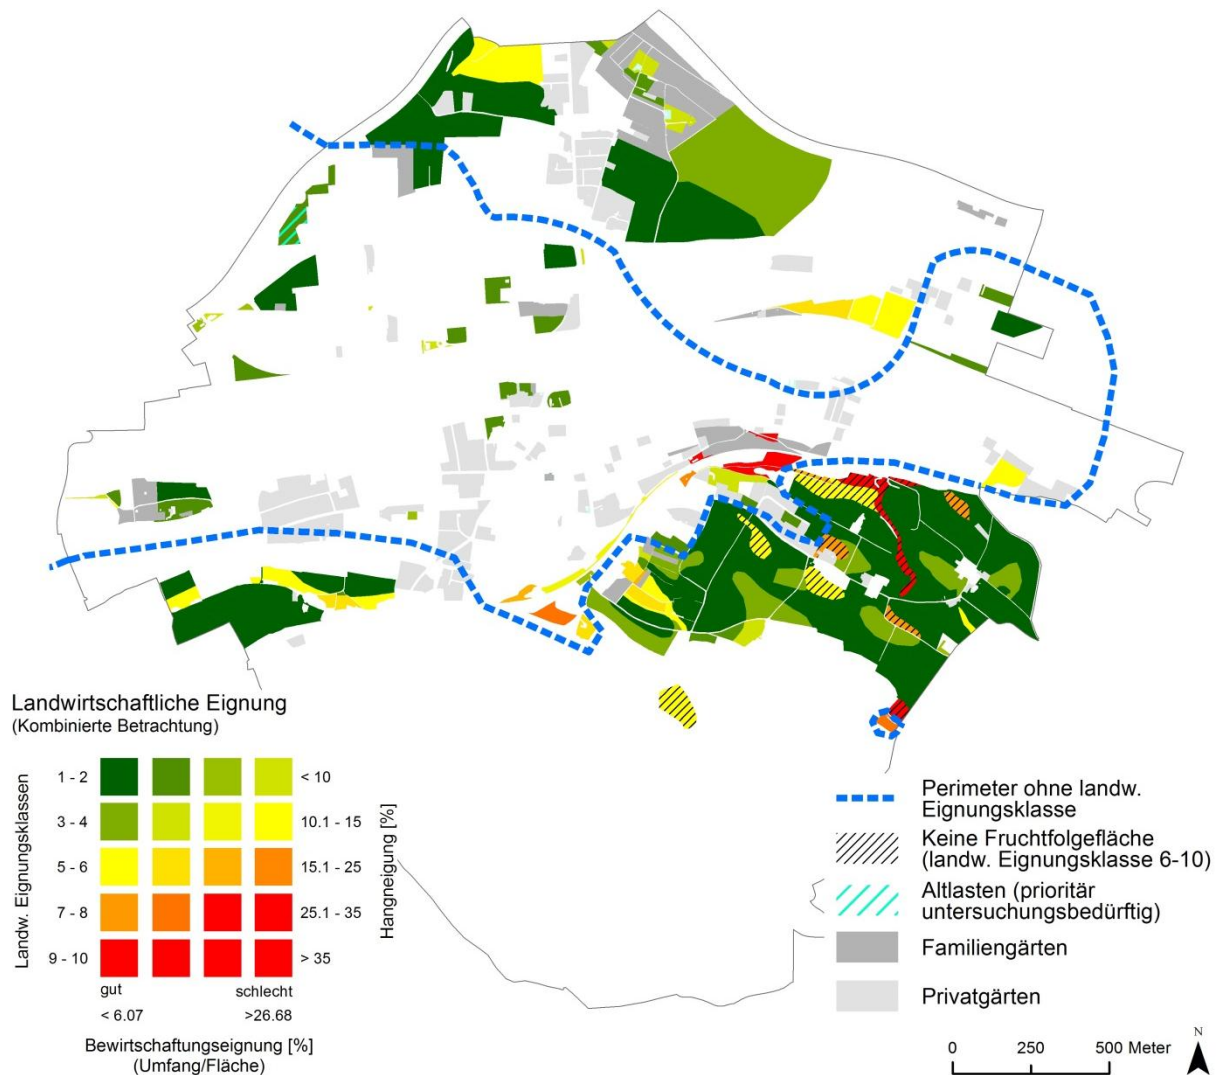 Landwirtschaftliche Eignung
(Kombinierte Betrachtung)
Landw. Eignungsklassen
1 - 2
3 - 4
5 - 6
7 - 8
9 - 10
< 10
10.1 - 15
15.1 - 25
25.1 - 35
> 35
Hangneigung [%]
gut
schlecht
< 6.07
>26.68
Bewirtschaftungseignung [%]
(Umfang/Fläche)
Perimeter ohne landw.
Eignungsklasse
Keine Fruchtfolgefläche
(landw. Eignungsklasse 6-10)
Altlasten (prioritär
untersuchungsbedürftig)
Familiengärten
Privatgärten
0
250
500 Meter
N